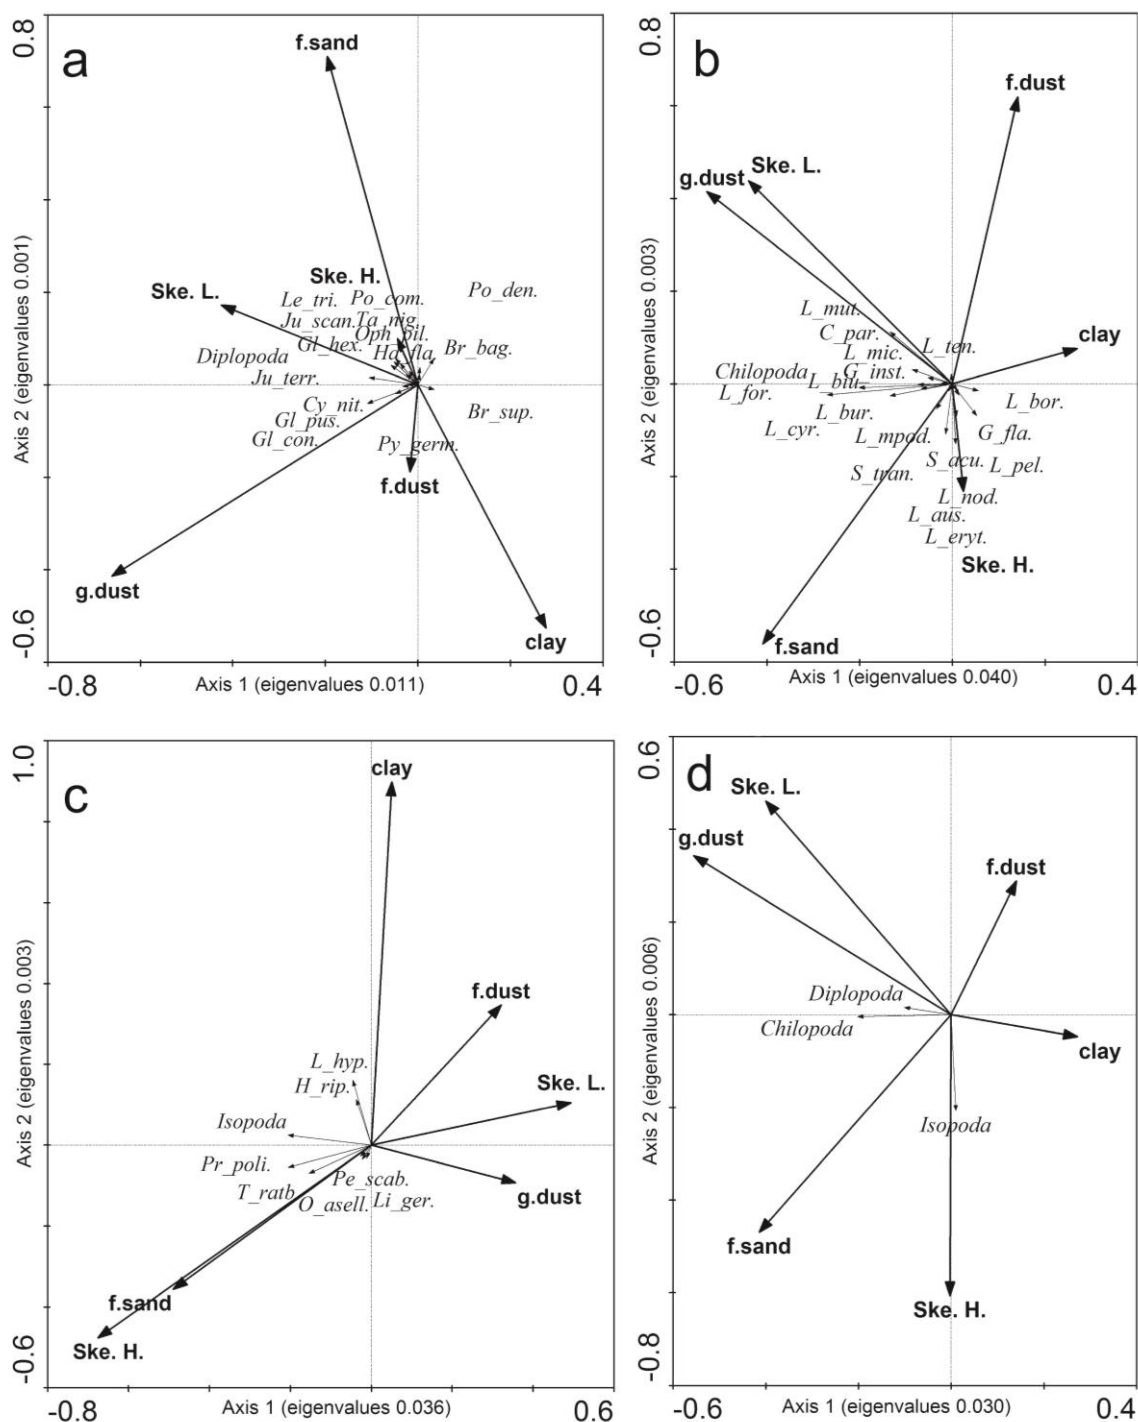 0.8
a
f.sand
Ske. H.
Ske. L.
Le_tri.
Po_com.
Po_den.
Ju_scan.
Ta_nig.
Oph_pil.
Gl_hex.
Ha_fla.
Br_bag.
Diplopoda
Ju_terr.
Cy_nit.
Br_sup.
Gl_pus.
Gl_con.
Py_germ.
f.dust
g.dust
clay
Axis 2 (eigenvalues 0.001)
-0.6
-0.8
Axis 1 (eigenvalues 0.011)
0.4
0.8
b
f.dust
Ske. L.
g.dust
L_mut.
C_par.
clay
L_mic.
L_ten.
Chilopoda
G_inst.
L_for.
L_biu.
L_bor.
L_bur.
L_cyr.
L_mpod.
G_fla.
S_tran.
S_acu.
L_pel.
L_nod.
L_aus.
L_eryt.
Ske. H.
f.sand
Axis 2 (eigenvalues 0.003)
-0.6
-0.6
Axis 1 (eigenvalues 0.040)
0.4
1.0
c
clay
f.dust
L_hyp.
H_rip.
Ske. L.
Isopoda
Pr_poli.
T_ratb.
Pe_scab.
O_asell.
Li_ger.
g.dust
f.sand
Ske. H.
Axis 2 (eigenvalues 0.003)
-0.6
-0.8
Axis 1 (eigenvalues 0.036)
0.6
0.6
d
Ske. L.
g.dust
f.dust
Diplopoda
Chilopoda
clay
Isopoda
f.sand
Ske. H.
Axis 2 (eigenvalues 0.006)
-0.8
-0.6
Axis 1 (eigenvalues 0.030)
0.4